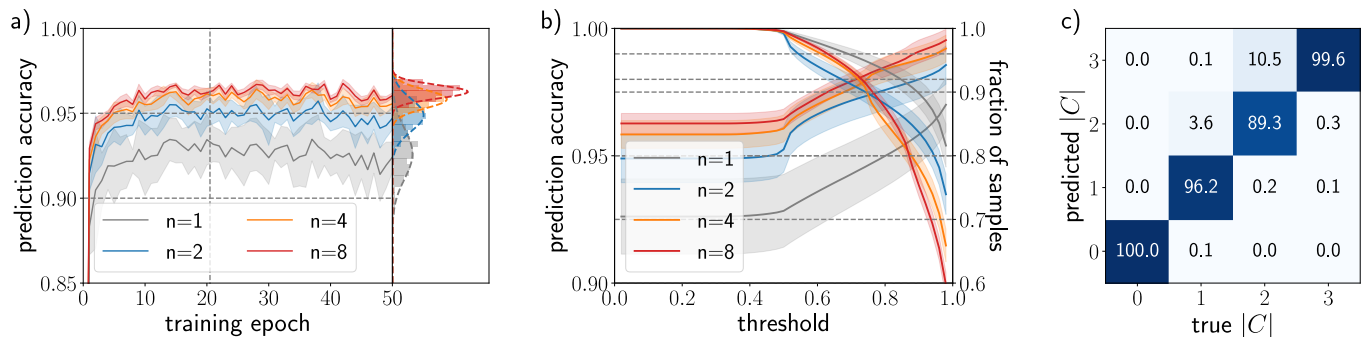 a)
prediction accuracy
1.00
0.95
0.90
0.85
0
10
20
30
40
50
training epoch
n=1
n=2
n=4
n=8
b)
prediction accuracy
1.00
0.95
0.90
0.0
0.2
0.4
0.6
0.8
1.0
threshold
n=1
n=2
n=4
n=8
1.0
0.9
0.8
0.7
0.6
fraction of samples
c)
predicted |C|
3
0.0 0.1 10.5 99.6
2
0.0 3.6 89.3 0.3
1
0.0 96.2 0.2 0.1
0
100.0 0.1 0.0 0.0
0 1 2 3
true |C|